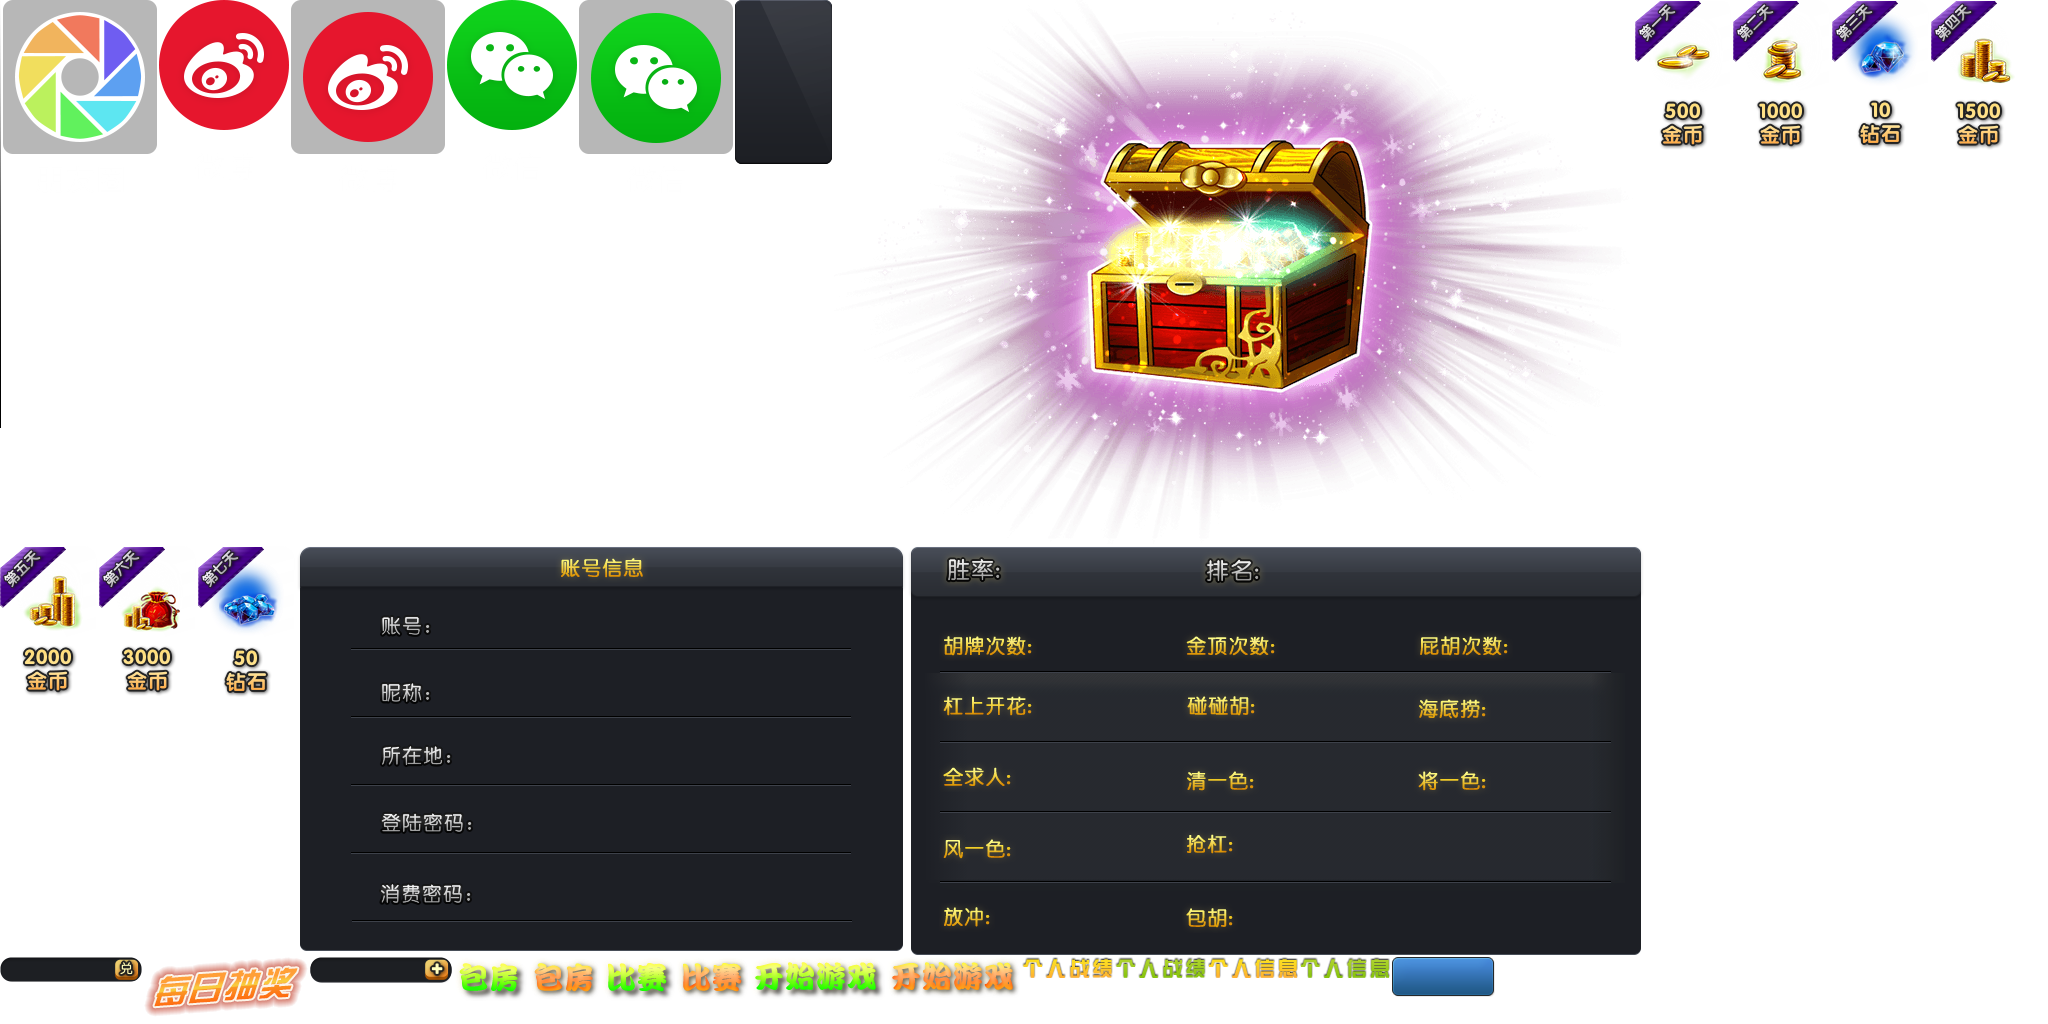 第一天
500
金币
第二天
1000
金币
第三天
10
钻石
第四天
1500
金币
第五天
2000
金币
第六天
3000
金币
第七天
50
钻石
账号信息
账号：
昵称：
所在地：
登陆密码：
消费密码：
胜率: 排名:
胡牌次数: 金顶次数: 屁胡次数:
杠上开花: 碰碰胡: 海底捞:
全求人: 清一色: 将一色:
风一色: 抢杠:
放冲: 包胡:
兑
每日抽奖
包房 包房 比赛 比赛 开始游戏 开始游戏
个人战绩 个人战绩 个人信息 个人信息